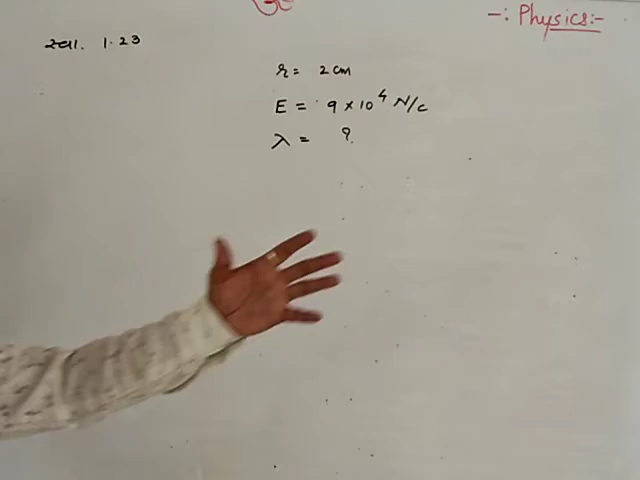 -: Physics:-
स्वा. 1.23
r = 2 cm
E = 9 × 10⁴ N/C
λ = ?